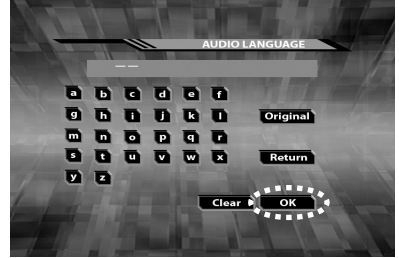 AUDIO LANGUAGE
_ _
a b c d e f
g h i j k l Original
m n o p q r
s t u v w x Return
y z
Clear OK